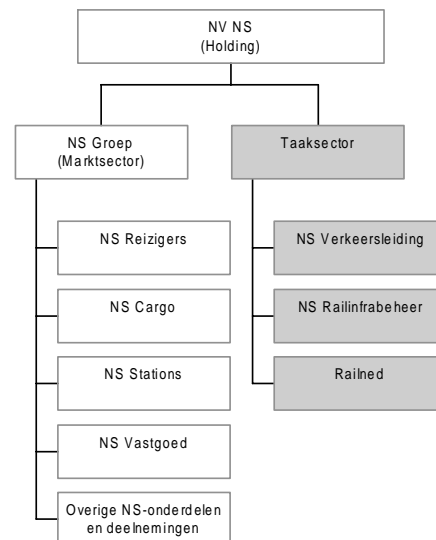 NV NS
(Holding)
NS Groep
(Marktsector)
Taaksector
NS Reizigers
NS Verkeersleiding
NS Cargo
NS Railinfrabeheer
NS Stations
Railned
NS Vastgoed
Overige NS-onderdelen
en deelnemingen